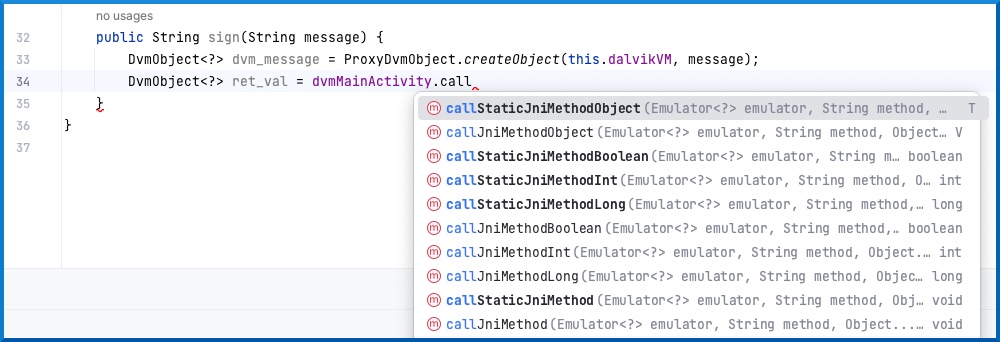 no usages
32 public String sign(String message) {
33 DvmObject<?> dvm_message = ProxyDvmObject.createObject(this.dalvikVM, message);
34 DvmObject<?> ret_val = dvmMainActivity.call
35 }
36 }
37
m callStaticJniMethodObject(Emulator<?> emulator, String method, … T
m callJniMethodObject(Emulator<?> emulator, String method, Object… V
m callStaticJniMethodBoolean(Emulator<?> emulator, String m… boolean
m callStaticJniMethodInt(Emulator<?> emulator, String method, O… int
m callStaticJniMethodLong(Emulator<?> emulator, String method,… long
m callJniMethodBoolean(Emulator<?> emulator, String method,… boolean
m callJniMethodInt(Emulator<?> emulator, String method, Object.… int
m callJniMethodLong(Emulator<?> emulator, String method, Objec… long
m callStaticJniMethod(Emulator<?> emulator, String method, Obj… void
m callJniMethod(Emulator<?> emulator, String method, Object...… void